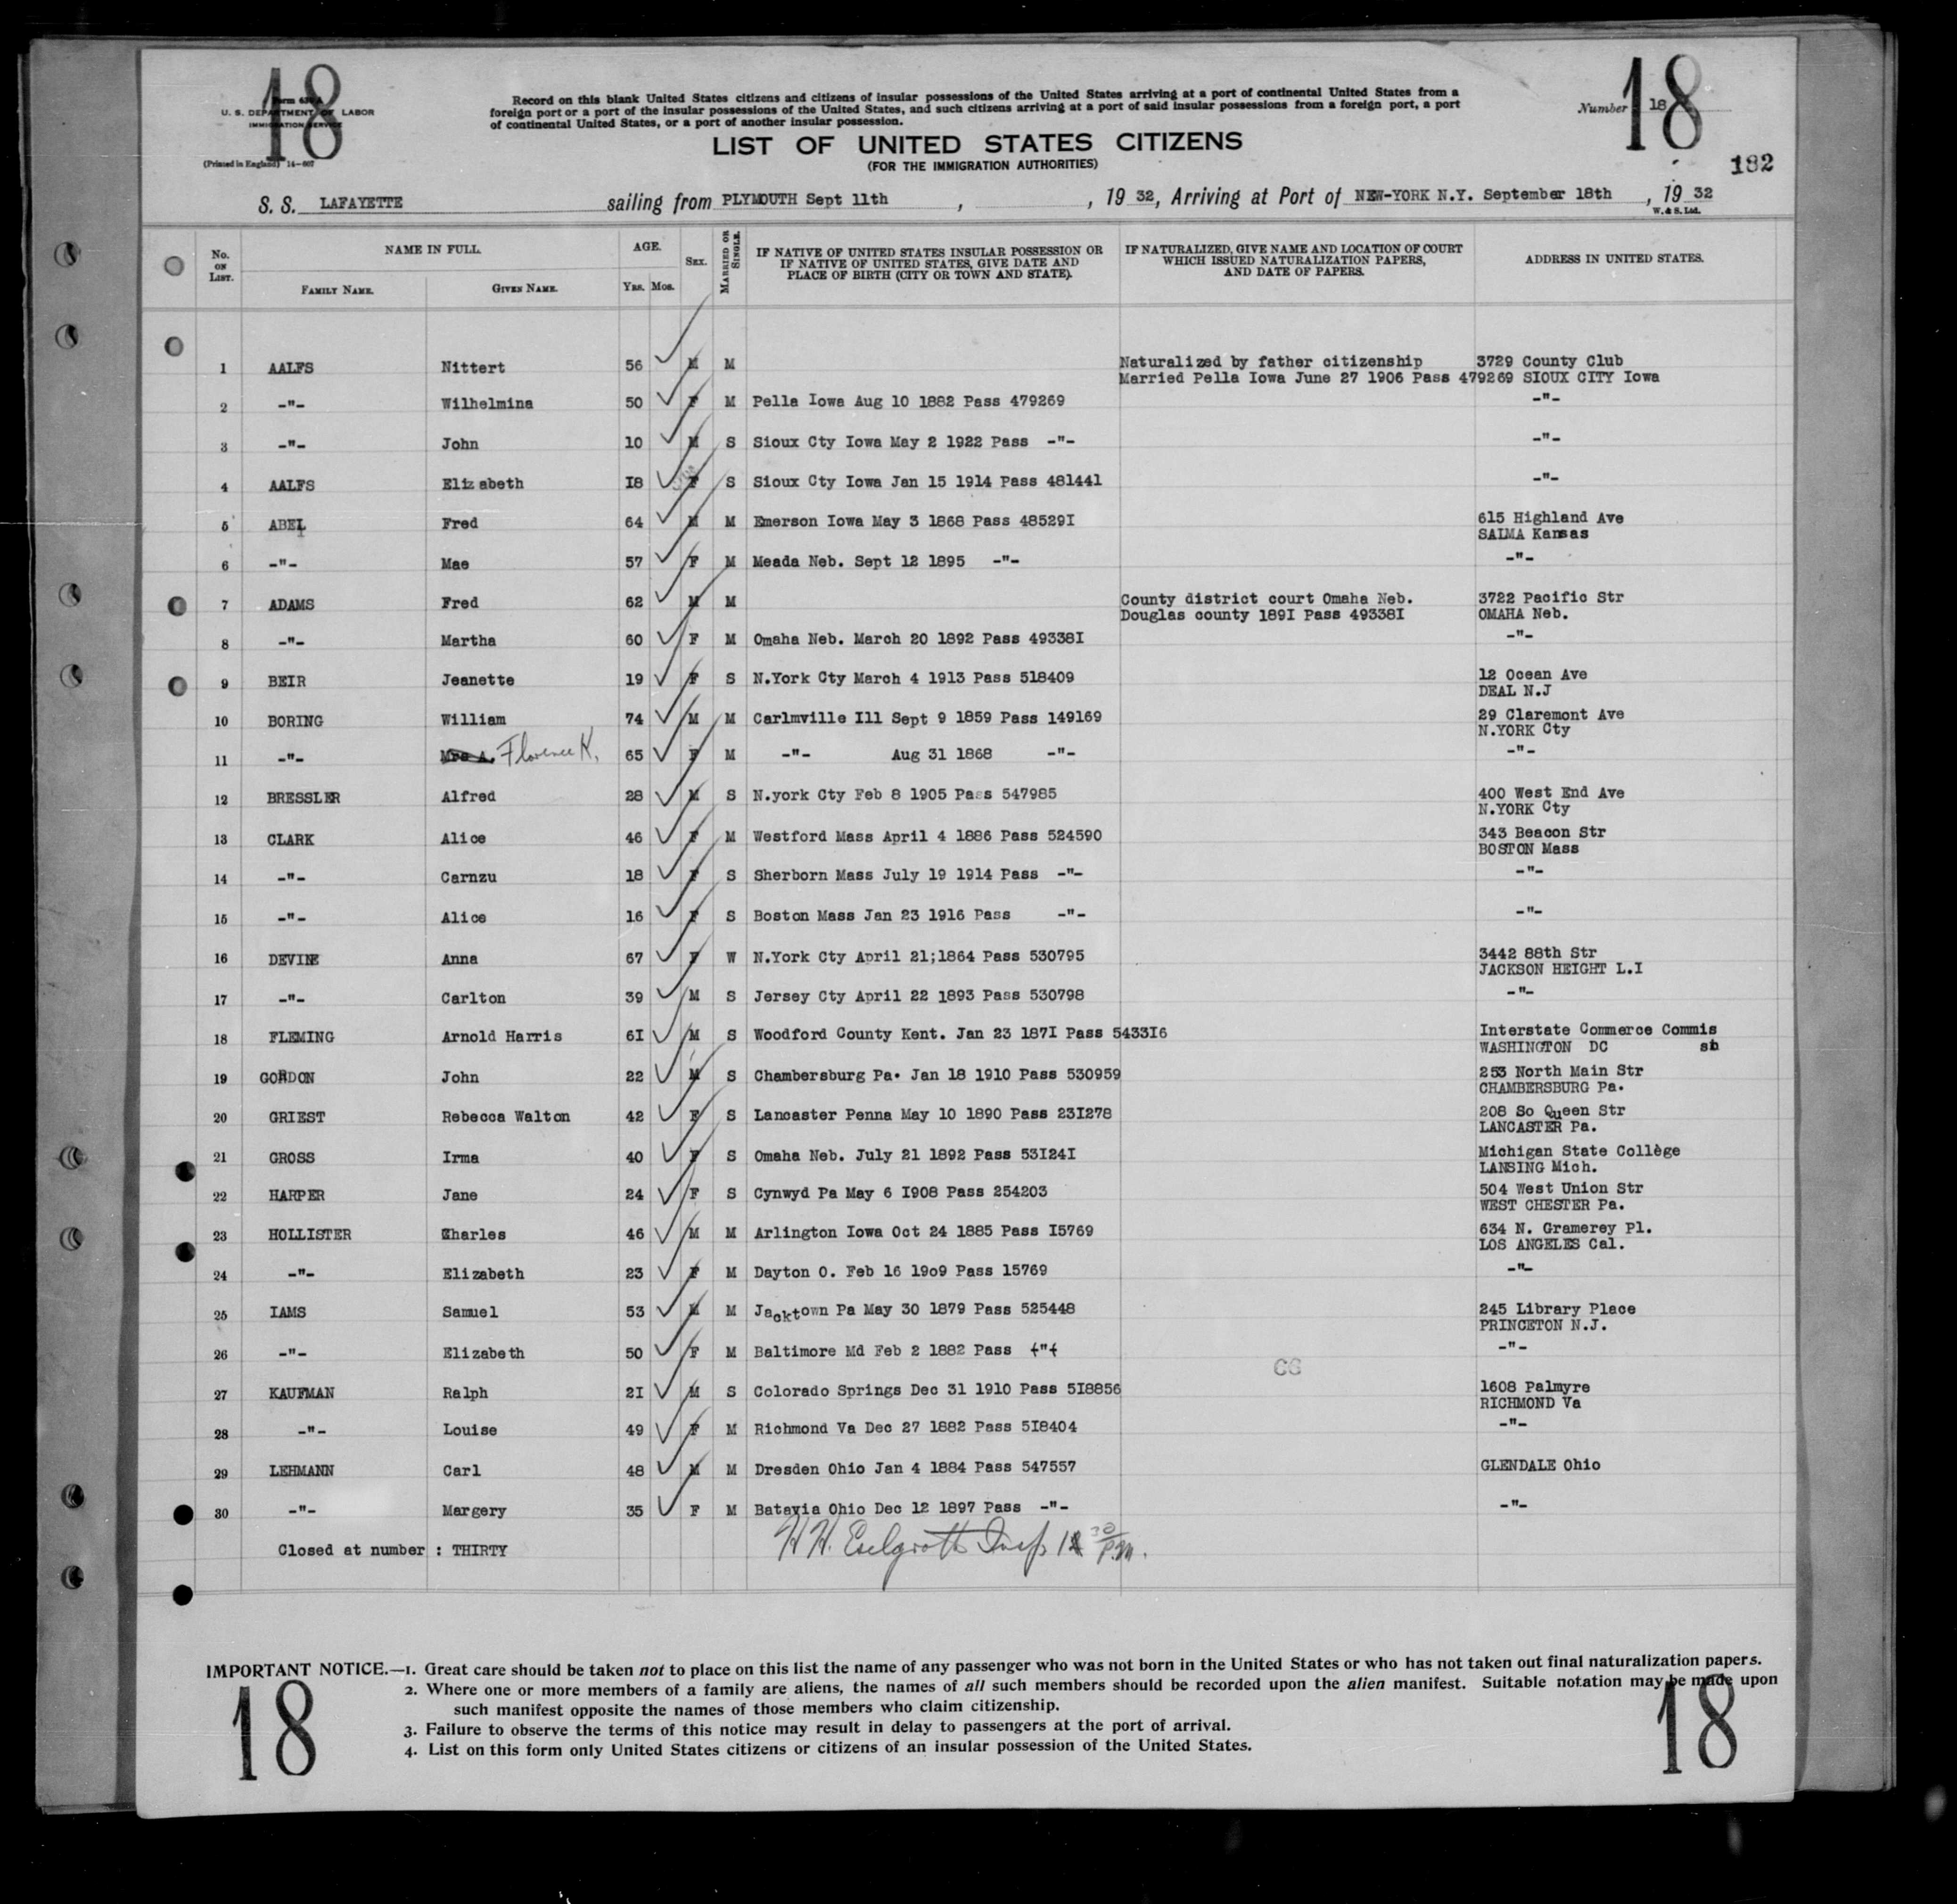 18
Form 630 A
U. S. DEPARTMENT OF LABOR
IMMIGRATION SERVICE
(Printed in England) 14—607
Record on this blank United States citizens and citizens of insular possessions of the United States arriving at a port of continental United States from a
foreign port or a port of the insular possessions of the United States, and such citizens arriving at a port of said insular possessions from a foreign port, a port
of continental United States, or a port of another insular possession.
LIST OF UNITED STATES CITIZENS
(FOR THE IMMIGRATION AUTHORITIES)
Number 18
18
182
S. S. LAFAYETTE sailing from PLYMOUTH Sept 11th , , 19 32, Arriving at Port of NEW-YORK N.Y. September 18th , 19 32
W. & S. Ltd.
No. ON LIST. NAME IN FULL. FAMILY NAME. GIVEN NAME. AGE. YRS. MOS. SEX. MARRIED OR SINGLE. IF NATIVE OF UNITED STATES INSULAR POSSESSION OR IF NATIVE OF UNITED STATES, GIVE DATE AND PLACE OF BIRTH (CITY OR TOWN AND STATE). IF NATURALIZED, GIVE NAME AND LOCATION OF COURT WHICH ISSUED NATURALIZATION PAPERS, AND DATE OF PAPERS. ADDRESS IN UNITED STATES.
1 AALFS Nittert 56 M M Naturalized by father citizenship 3729 County Club
Married Pella Iowa June 27 1906 Pass 479269 SIOUX CITY Iowa
2 -"- Wilhelmina 50 F M Pella Iowa Aug 10 1882 Pass 479269 -"-
3 -"- John 10 M S Sioux Cty Iowa May 2 1922 Pass -"- -"-
4 AALFS Elizabeth I8 F S Sioux Cty Iowa Jan 15 1914 Pass 481441 -"-
5 ABEL Fred 64 M M Emerson Iowa May 3 1868 Pass 48529I 615 Highland Ave
SALMA Kansas
6 -"- Mae 57 F M Meada Neb. Sept 12 1895 -"- -"-
7 ADAMS Fred 62 M M County district court Omaha Neb. 3722 Pacific Str
Douglas county 189I Pass 49338I OMAHA Neb.
8 -"- Martha 60 F M Omaha Neb. March 20 1892 Pass 49338I -"-
9 BEIR Jeanette 19 F S N.York Cty March 4 1913 Pass 518409 12 Ocean Ave
DEAL N.J
10 BORING William 74 M M Carlmville Ill Sept 9 1859 Pass 149169 29 Claremont Ave
N.YORK Cty
11 -"- Mrs A. Florence K. 65 F M -"- Aug 31 1868 -"- -"-
12 BRESSLER Alfred 28 M S N.york Cty Feb 8 1905 Pass 547985 400 West End Ave
N.YORK Cty
13 CLARK Alice 46 F M Westford Mass April 4 1886 Pass 524590 343 Beacon Str
BOSTON Mass
14 -"- Carnzu 18 F S Sherborn Mass July 19 1914 Pass -"- -"-
15 -"- Alice 16 F S Boston Mass Jan 23 1916 Pass -"- -"-
16 DEVINE Anna 67 F W N.York Cty April 21;1864 Pass 530795 3442 88th Str
JACKSON HEIGHT L.I
17 -"- Carlton 39 M S Jersey Cty April 22 1893 Pass 530798 -"-
18 FLEMING Arnold Harris 6I M S Woodford County Kent. Jan 23 187I Pass 5433I6 Interstate Commerce Commis
WASHINGTON DC
19 GORDON John 22 M S Chambersburg Pa. Jan 18 1910 Pass 530959 253 North Main Str
CHAMBERSBURG Pa.
20 GRIEST Rebecca Walton 42 F S Lancaster Penna May 10 1890 Pass 23I278 208 So Queen Str
LANCASTER Pa.
21 GROSS Irma 40 F S Omaha Neb. July 21 1892 Pass 53I24I Michigan State Collège
LANSING Mich.
22 HARPER Jane 24 F S Cynwyd Pa May 6 I908 Pass 254203 504 West Union Str
WEST CHESTER Pa.
23 HOLLISTER Charles 46 M M Arlington Iowa Oct 24 1885 Pass I5769 634 N. Gramerey Pl.
LOS ANGELES Cal.
24 -"- Elizabeth 23 F M Dayton O. Feb 16 19o9 Pass 15769 -"-
25 IAMS Samuel 53 M M Jacktown Pa May 30 1879 Pass 525448 245 Library Place
PRINCETON N.J.
26 -"- Elizabeth 50 F M Baltimore Md Feb 2 1882 Pass -"- -"-
CG
27 KAUFMAN Ralph 2I M S Colorado Springs Dec 31 1910 Pass 5I8856 1608 Palmyre
RICHMOND Va
28 -"- Louise 49 F M Richmond Va Dec 27 1882 Pass 5I8404 -"-
29 LEHMANN Carl 48 M M Dresden Ohio Jan 4 1884 Pass 547557 GLENDALE Ohio
30 -"- Margery 35 F M Batavia Ohio Dec 12 1897 Pass -"- -"-
Closed at number : THIRTY
IMPORTANT NOTICE.—1. Great care should be taken not to place on this list the name of any passenger who was not born in the United States or who has not taken out final naturalization papers.
2. Where one or more members of a family are aliens, the names of all such members should be recorded upon the alien manifest. Suitable notation may be made upon
such manifest opposite the names of those members who claim citizenship.
3. Failure to observe the terms of this notice may result in delay to passengers at the port of arrival.
4. List on this form only United States citizens or citizens of an insular possession of the United States.
18
18